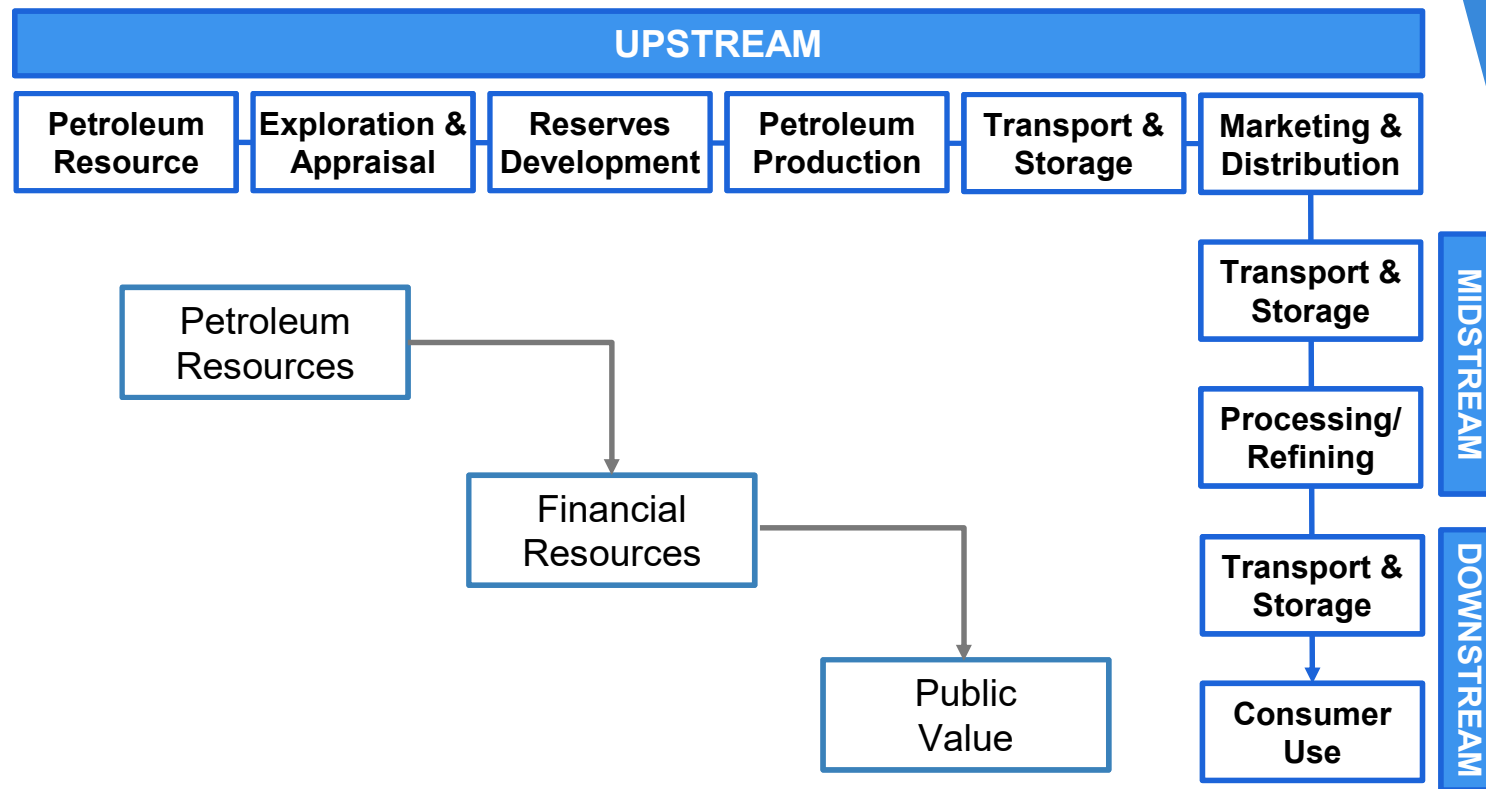 UPSTREAM
Petroleum
Resource
Exploration &
Appraisal
Reserves
Development
Petroleum
Production
Transport &
Storage
Marketing &
Distribution
Transport &
Storage
MIDSTREAM
Petroleum
Resources
Processing/
Refining
Financial
Resources
Transport &
Storage
DOWNSTREAM
Public
Value
Consumer
Use